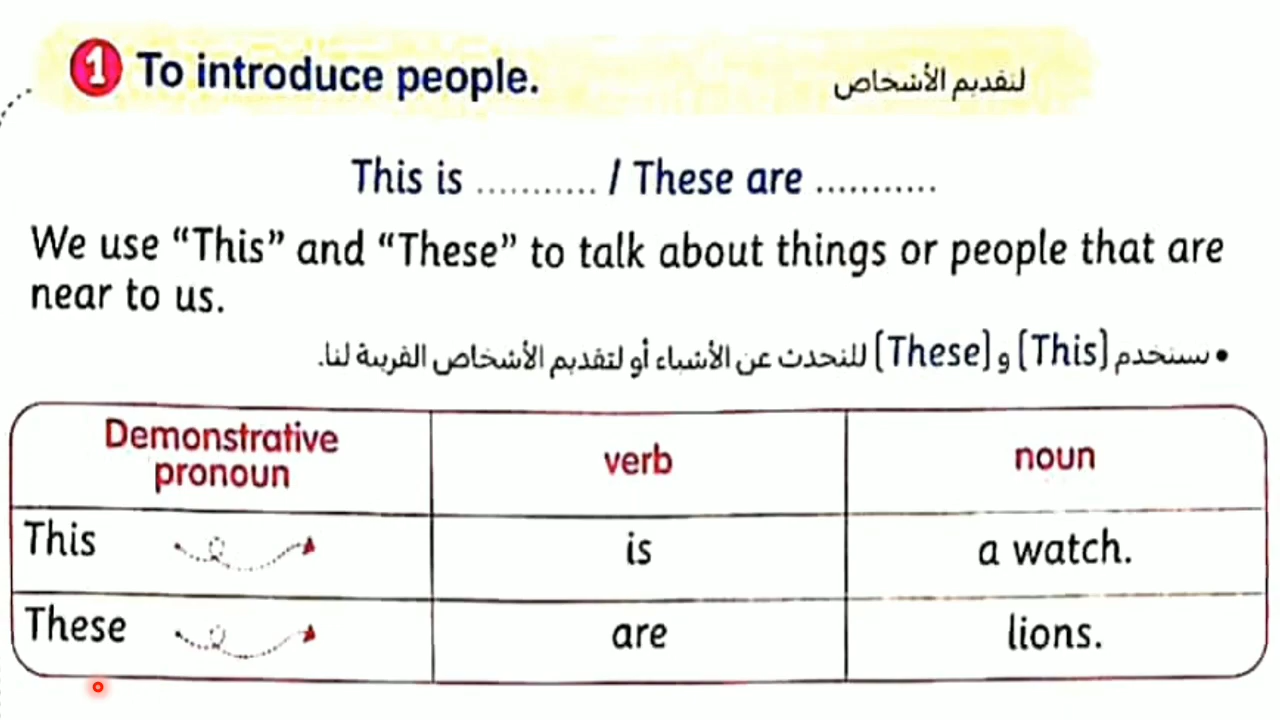 1 To introduce people. لتقديم الأشخاص
This is ........... / These are ...........
We use “This” and “These” to talk about things or people that are
near to us.
• نستخدم (This) و (These) للتحدث عن الأشياء أو لتقديم الأشخاص القريبة لنا.
Demonstrative pronoun verb noun
This is a watch.
These are lions.